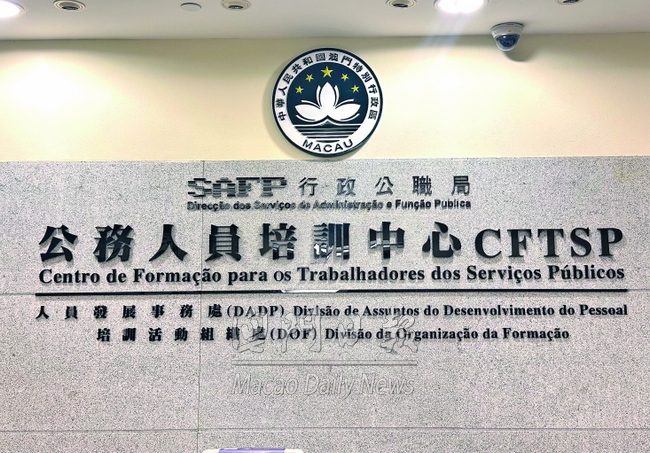 中華人民共和國澳門特別行政區
MACAU
SAFP 行政公職局
Direcção dos Serviços de Administração e Função Pública
公務人員培訓中心 CFTSP
Centro de Formação para os Trabalhadores dos Serviços Públicos
人員發展事務處 (DADP) Divisão de Assuntos do Desenvolvimento do Pessoal
培訓活動組織處 (DOF) Divisão da Organização da Formação
澳門日報
Macao Daily News